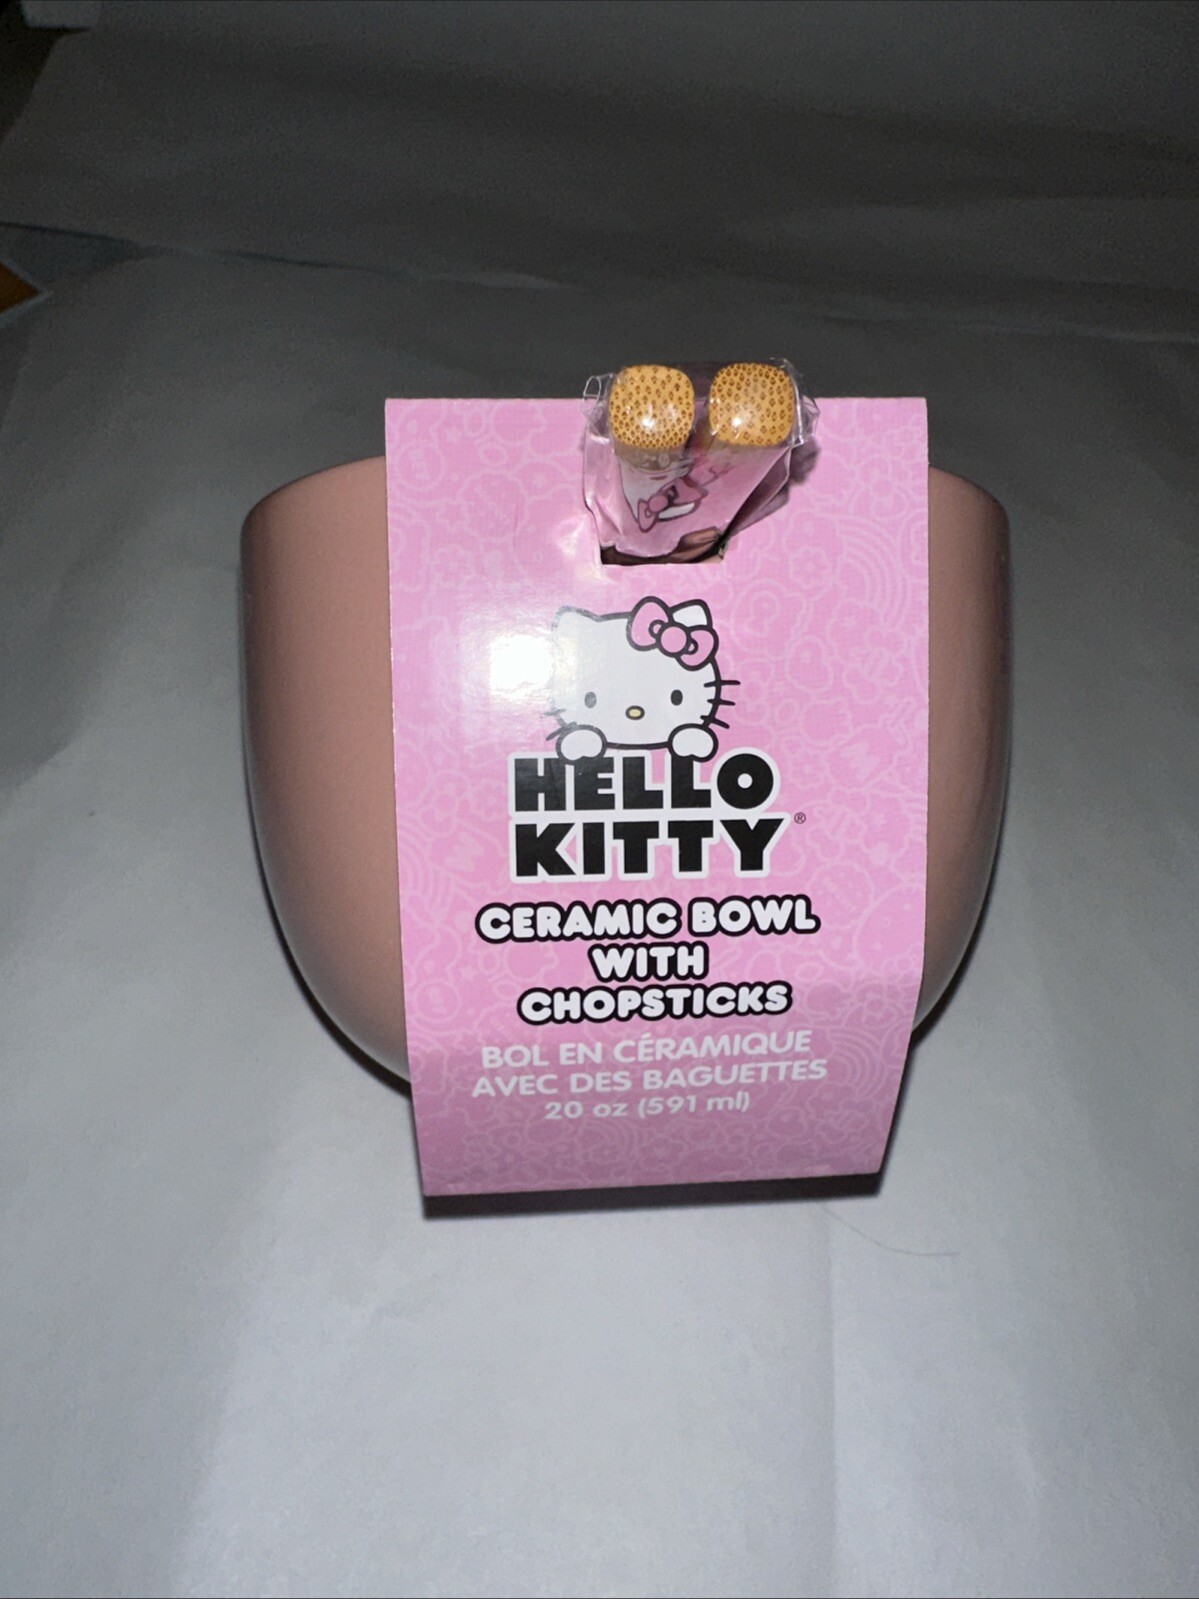 HELLO
KITTY®
CERAMIC BOWL
WITH
CHOPSTICKS
BOL EN CÉRAMIQUE
AVEC DES BAGUETTES
20 oz (591 ml)